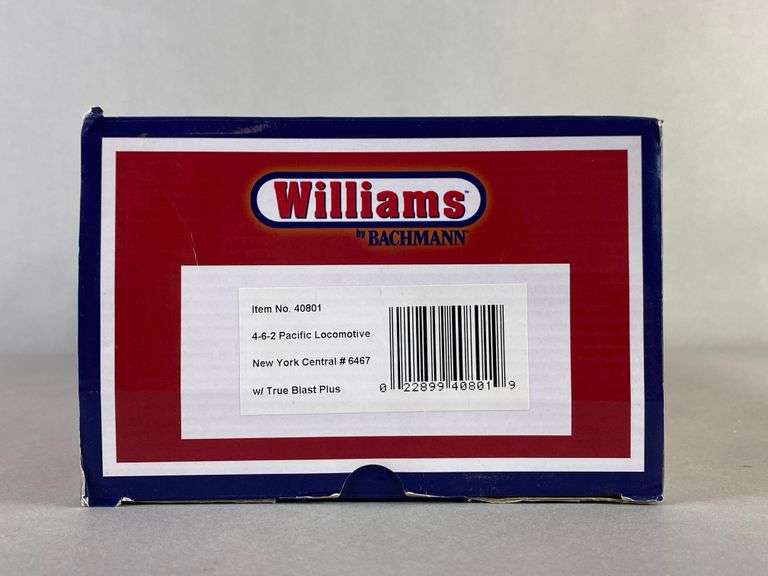 Williams™
by BACHMANN
Item No. 40801
4-6-2 Pacific Locomotive
New York Central # 6467
w/ True Blast Plus
0 22899 40801 9